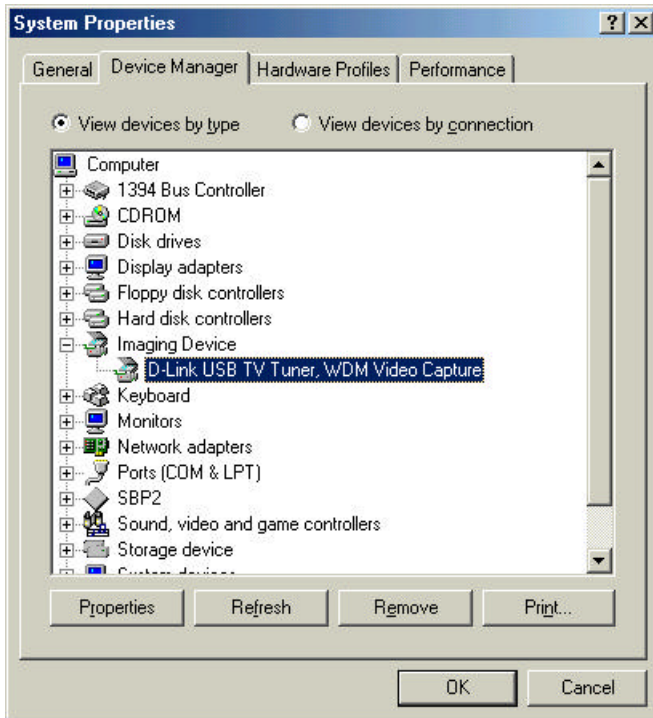 System Properties
General Device Manager Hardware Profiles Performance
View devices by type View devices by connection
Computer
1394 Bus Controller
CDROM
Disk drives
Display adapters
Floppy disk controllers
Hard disk controllers
Imaging Device
D-Link USB TV Tuner, WDM Video Capture
Keyboard
Monitors
Network adapters
Ports (COM & LPT)
SBP2
Sound, video and game controllers
Storage device
System devices
Properties Refresh Remove Print...
OK Cancel